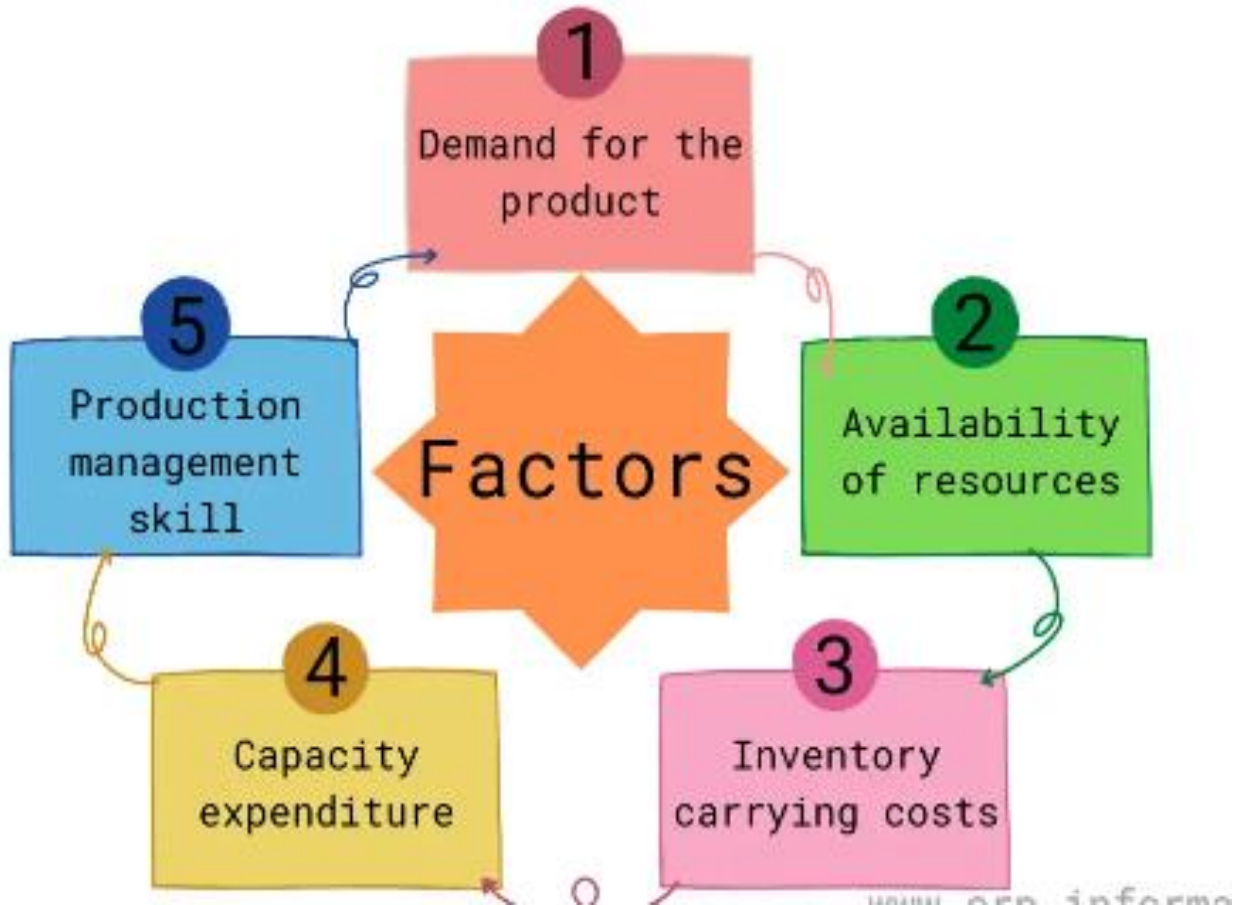 1
Demand for the
product
2
Availability
of resources
3
Inventory
carrying costs
4
Capacity
expenditure
5
Production
management
skill
Factors